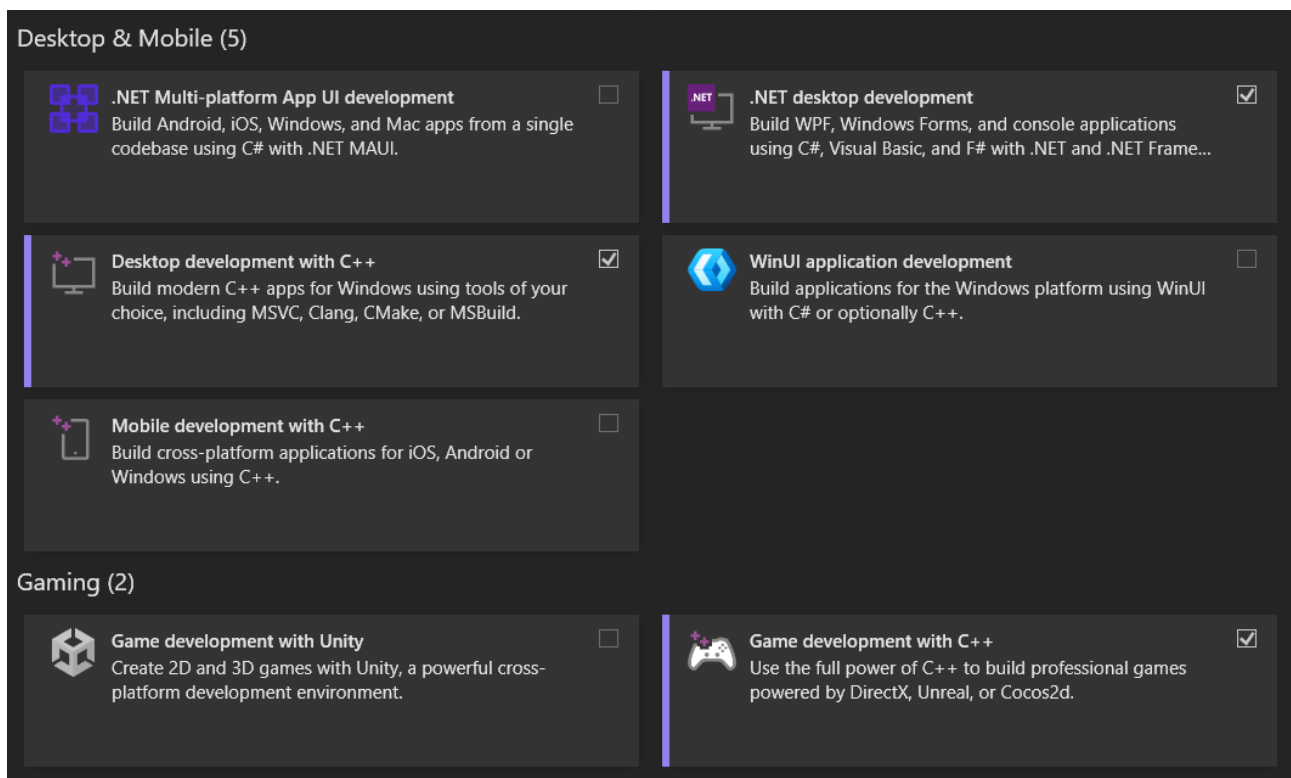 Desktop & Mobile (5)
.NET Multi-platform App UI development
Build Android, iOS, Windows, and Mac apps from a single
codebase using C# with .NET MAUI.
.NET
.NET desktop development
Build WPF, Windows Forms, and console applications
using C#, Visual Basic, and F# with .NET and .NET Frame...
Desktop development with C++
Build modern C++ apps for Windows using tools of your
choice, including MSVC, Clang, CMake, or MSBuild.
WinUI application development
Build applications for the Windows platform using WinUI
with C# or optionally C++.
Mobile development with C++
Build cross-platform applications for iOS, Android or
Windows using C++.
Gaming (2)
Game development with Unity
Create 2D and 3D games with Unity, a powerful cross-
platform development environment.
Game development with C++
Use the full power of C++ to build professional games
powered by DirectX, Unreal, or Cocos2d.